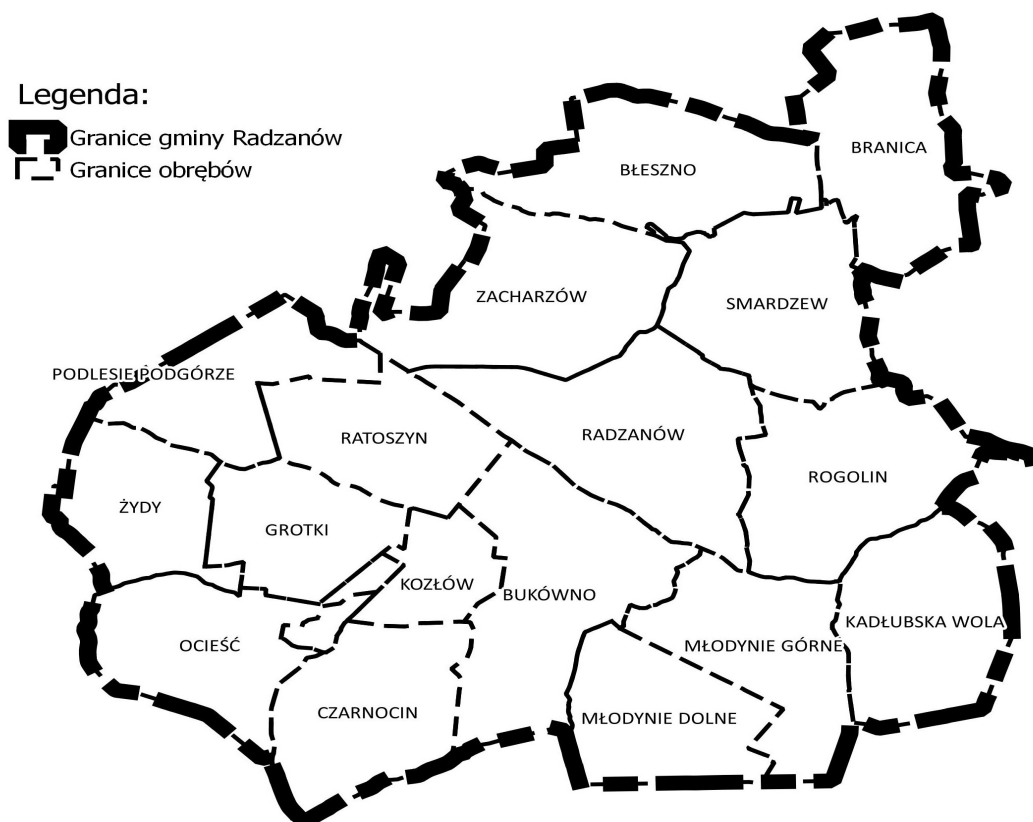 Legenda:
Granice gminy Radzanów
Granice obrębów
BRANICA
BŁESZNO
ZACHARZÓW
SMARDZEW
PODLESIE PODGÓRZE
RATOSZYN
RADZANÓW
ROGOLIN
ŻYDY
GROTKI
KOZŁÓW
BUKÓWNO
KADŁUBSKA WOLA
OCIEŚĆ
MŁODYNIE GÓRNE
CZARNOCIN
MŁODYNIE DOLNE